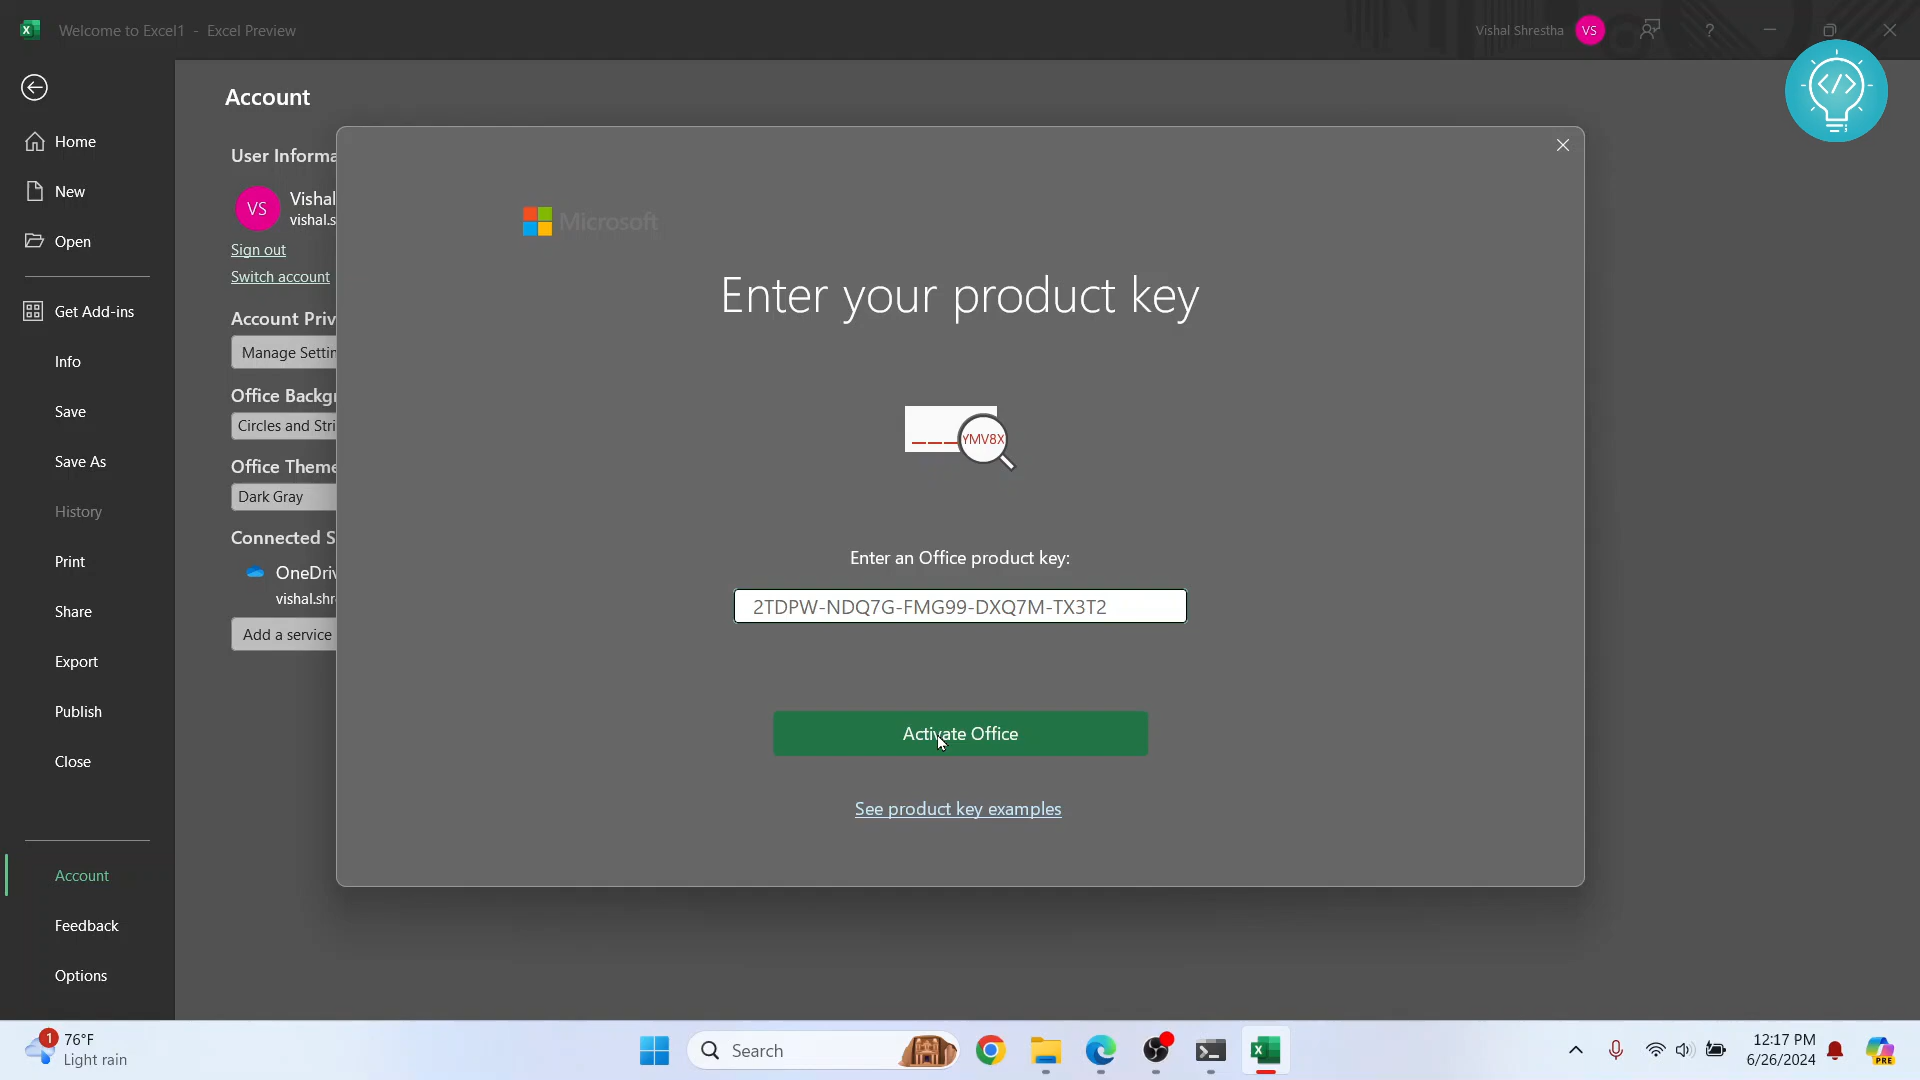 Welcome to Excel1 - Excel Preview
Vishal Shrestha VS
?
Home
New
Open
Get Add-ins
Info
Save
Save As
History
Print
Share
Export
Publish
Close
Account
Feedback
Options
Account
User Informa
VS
Vishal
vishal.s
Sign out
Switch account
Account Priv
Manage Settin
Office Backgr
Circles and Stri
Office Theme
Dark Gray
Connected S
OneDriv
vishal.shr
Add a service
Microsoft
Enter your product key
YMV8X
Enter an Office product key:
2TDPW-NDQ7G-FMG99-DXQ7M-TX3T2
Activate Office
See product key examples
1
76°F
Light rain
Search
12:17 PM
6/26/2024
PRE